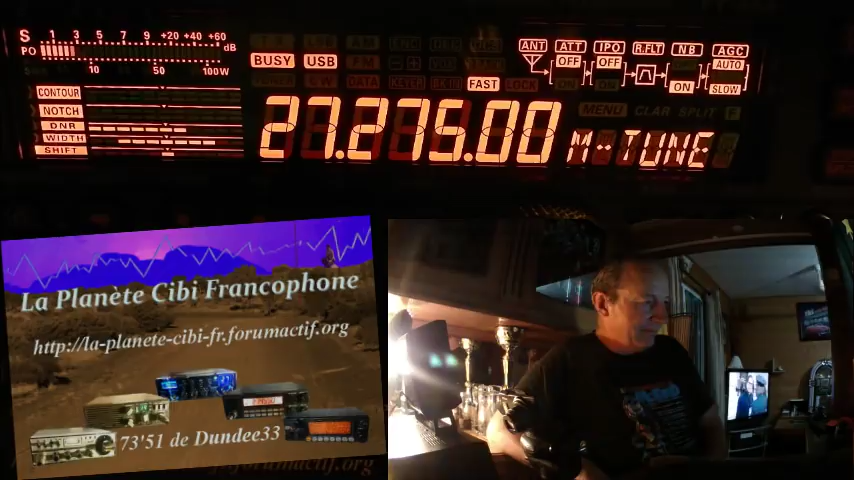 S 1 3 5 7 9 +20 +40 +60
PO dB
10 50 100W
BUSY USB
FAST
ANT ATT IPO R.FLT NB AGC
OFF OFF AUTO
ON SLOW
CONTOUR
NOTCH
DNR
WIDTH
SHIFT
27.275.00 M-TUNE
MENU CLAR SPLIT F
LOCK
La Planète Cibi Francophone
http://la-planete-cibi-fr.forumactif.org
73'51 de Dundee33